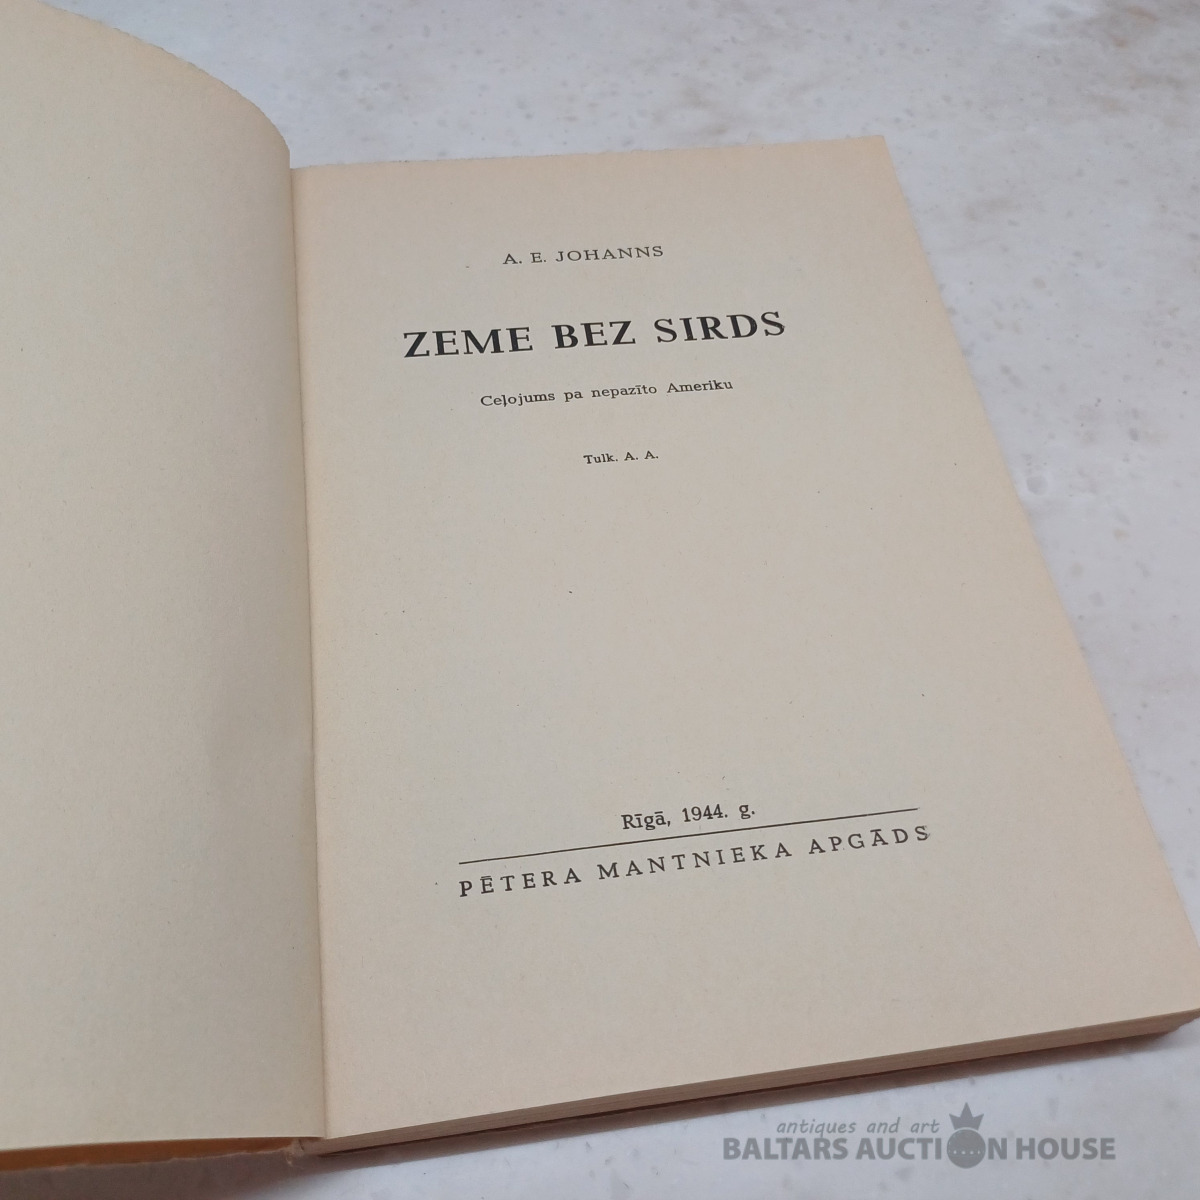 A. E. JOHANNS
ZEME BEZ SIRDS
Ceļojums pa nepazīto Ameriku
Tulk. A. A.
Rīgā, 1944. g.
PĒTERA MANTNIEKA APGĀDS
antiques and art
BALTARS AUCTION HOUSE